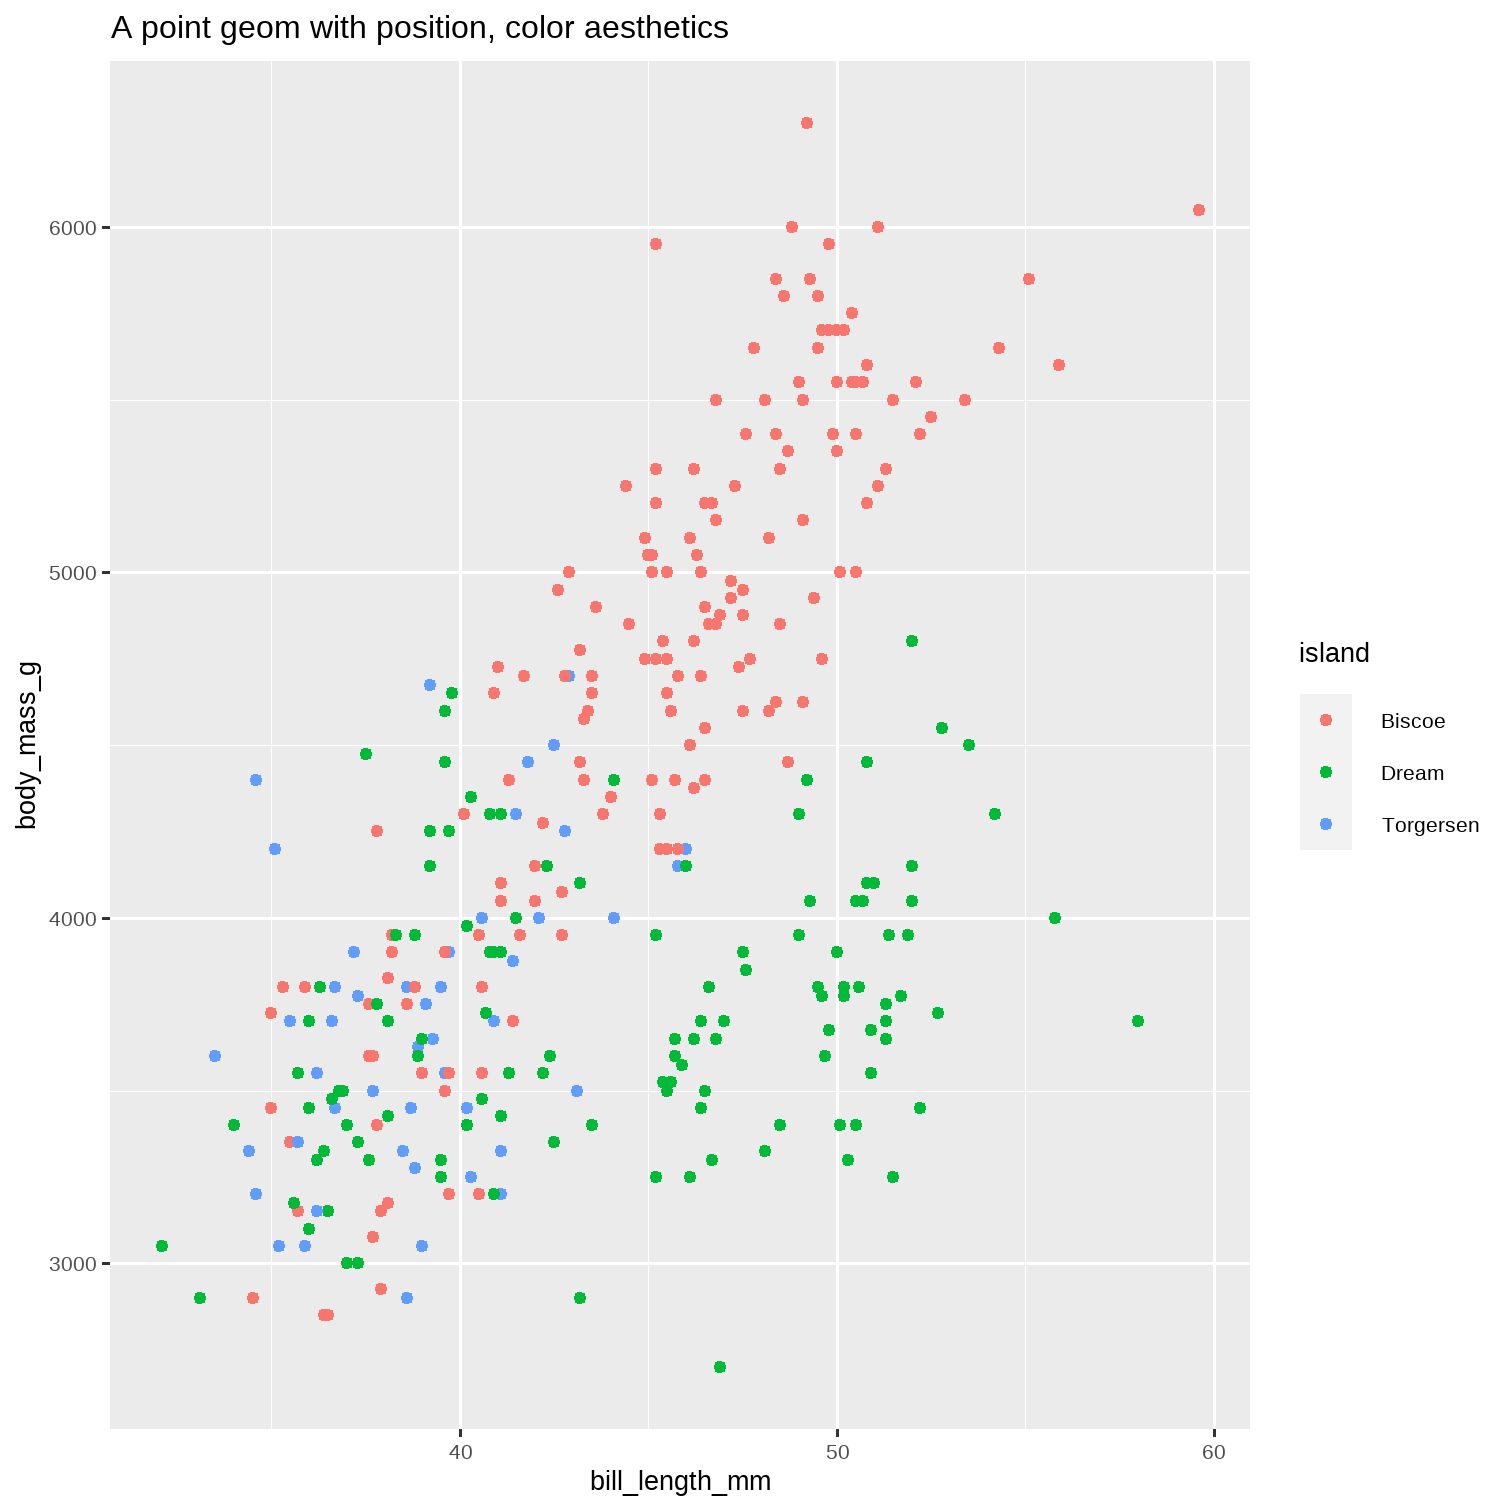 A point geom with position, color aesthetics
6000
5000
4000
3000
body_mass_g
40
50
60
bill_length_mm
island
Biscoe
Dream
Torgersen